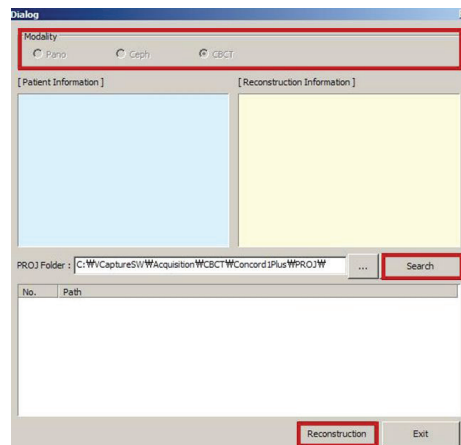 Dialog
Modality
Pano Ceph CBCT
[ Patient Information ] [ Reconstruction Information ]
PROJ Folder : C:₩VCaptureSW₩Acquisition₩CBCT₩Concord1Plus₩PROJ₩ ... Search
No. Path
Reconstruction Exit